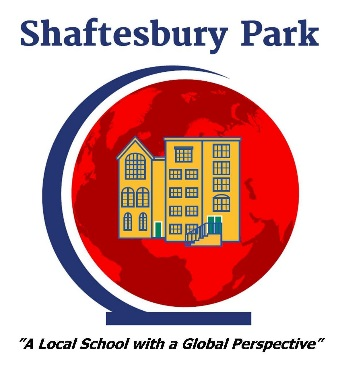 Shaftesbury Park
"A Local School with a Global Perspective"